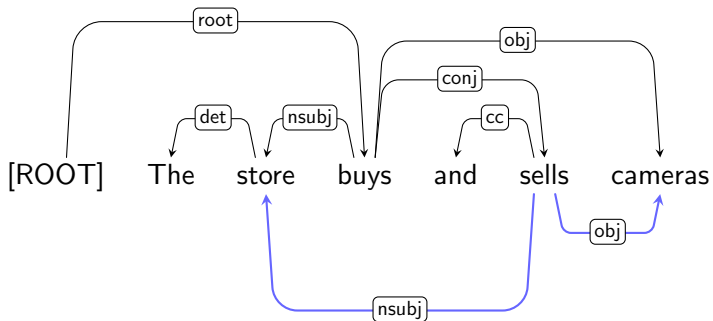 root
obj
conj
det nsubj cc
[ROOT] The store buys and sells cameras
obj
nsubj